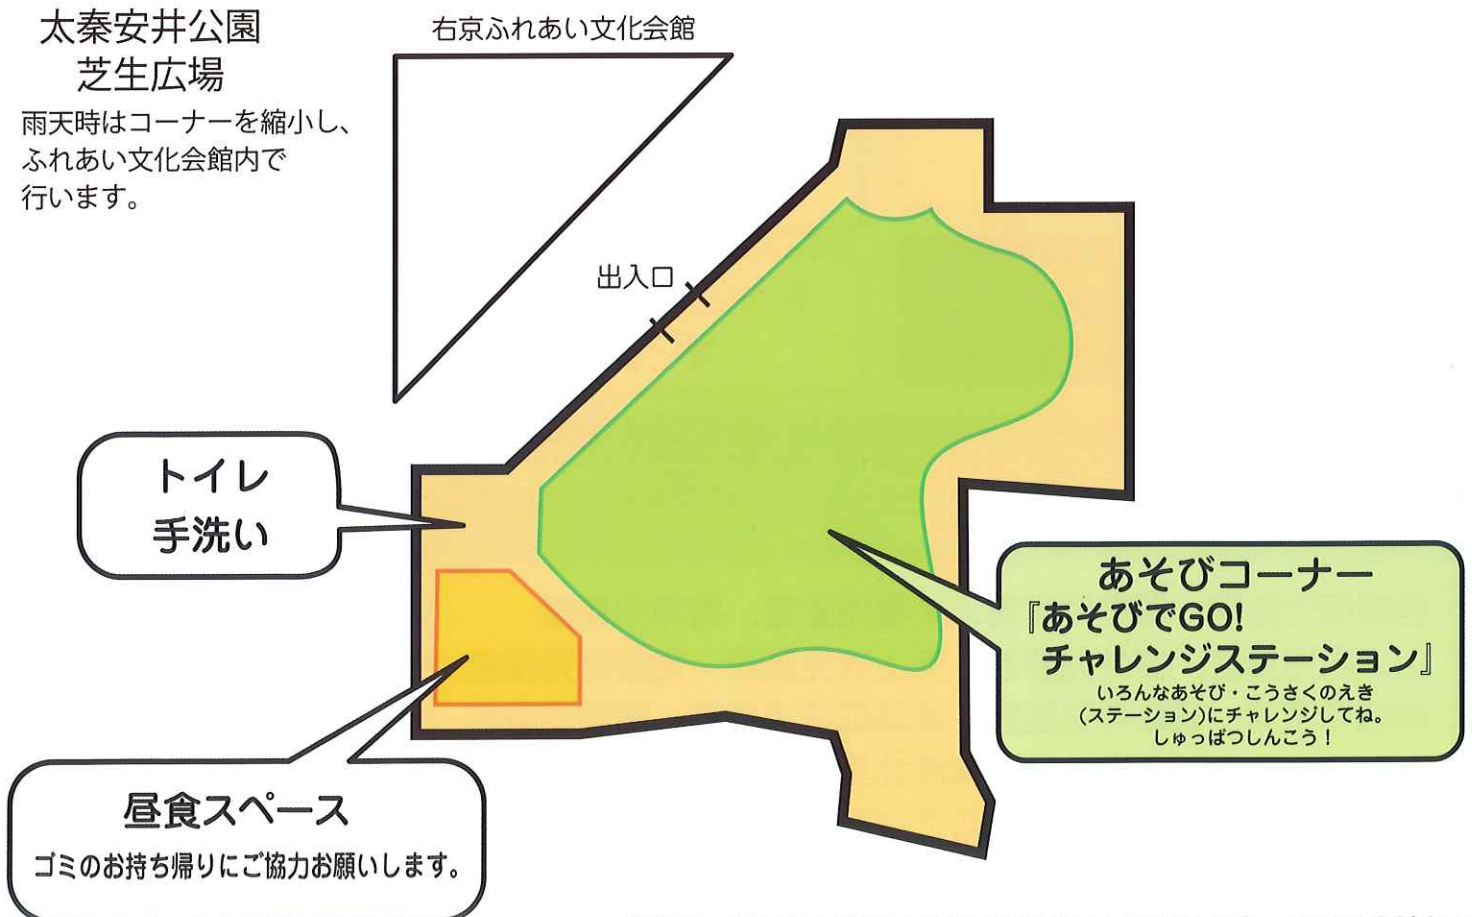 太秦安井公園
芝生広場
雨天時はコーナーを縮小し、
ふれあい文化会館内で
行います。
右京ふれあい文化会館
出入口
トイレ
手洗い
あそびコーナー
『あそびでGO!
チャレンジステーション』
いろんなあそび・こうさくのえき
(ステーション)にチャレンジしてね。
しゅっぱつしんこう！
昼食スペース
ゴミのお持ち帰りにご協力お願いします。